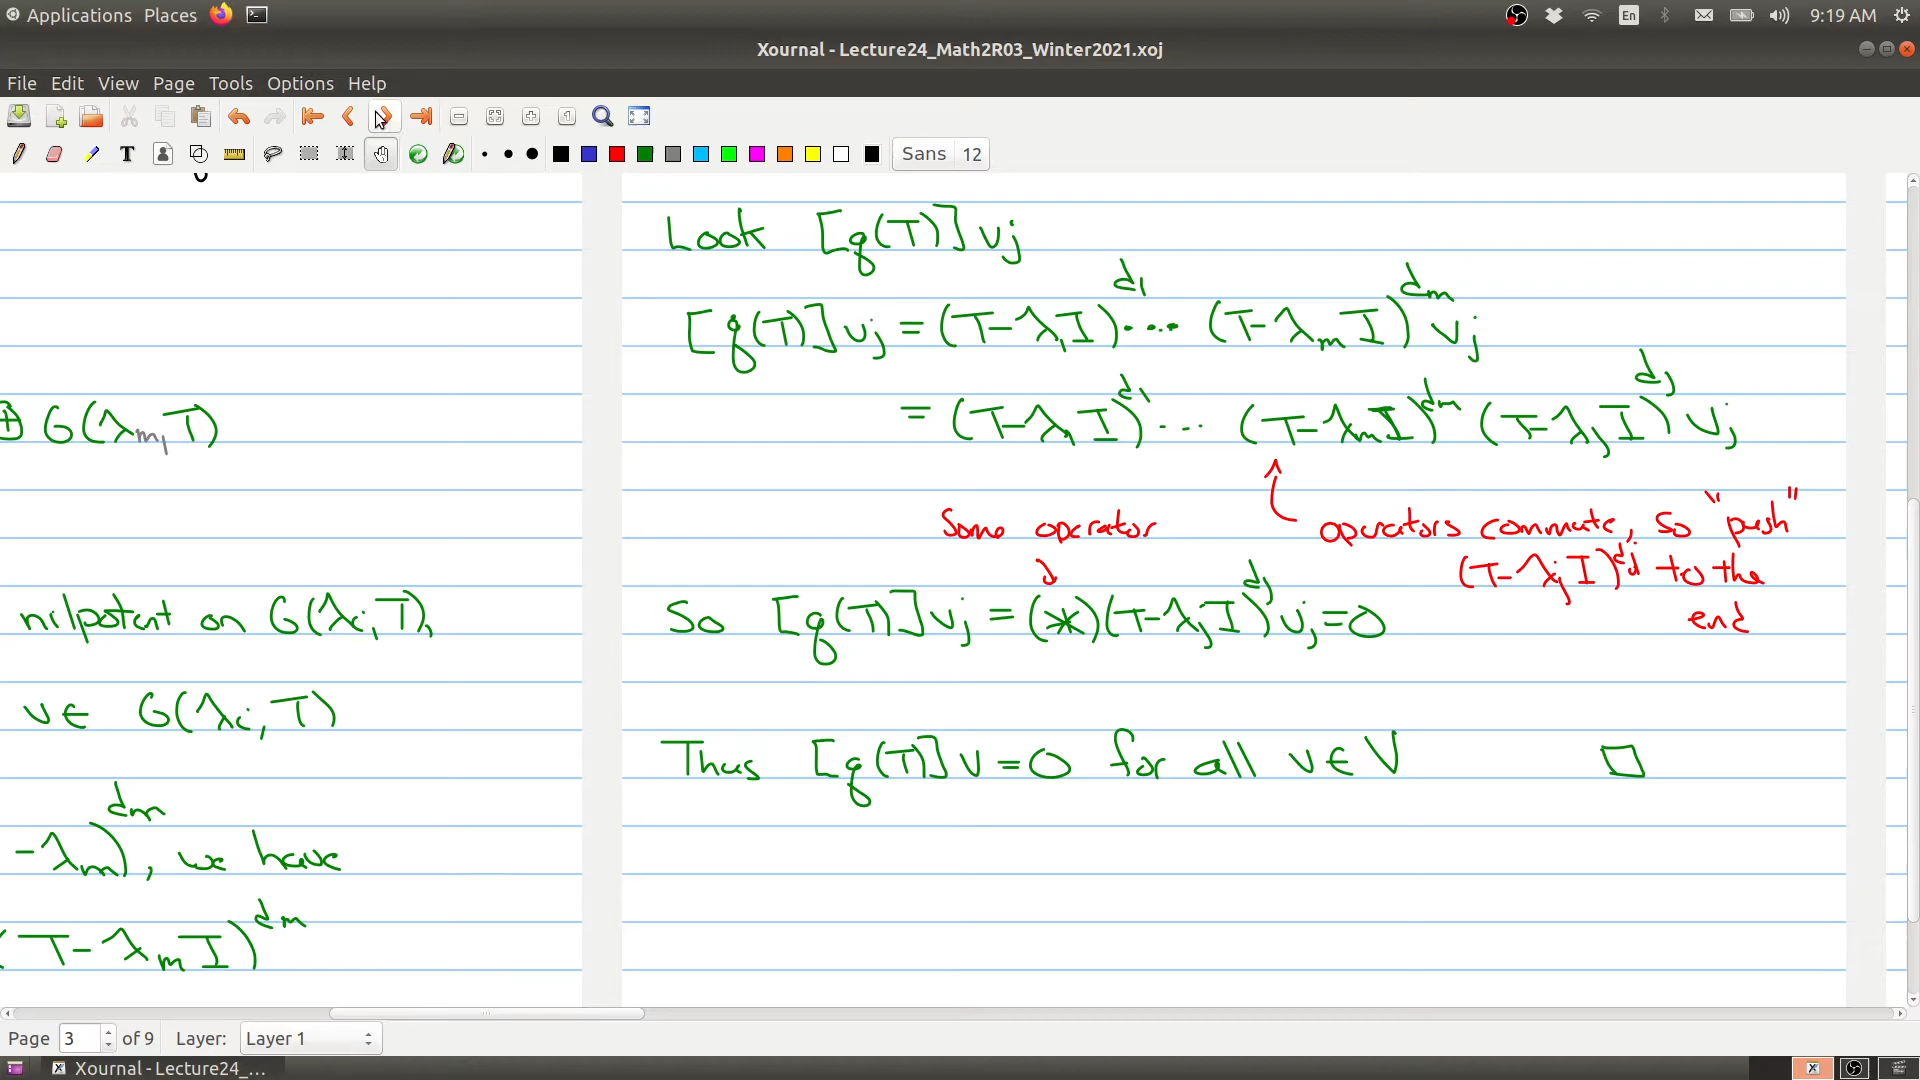 Applications Places En 9:19 AM
Xournal - Lecture24_Math2R03_Winter2021.xoj
File Edit View Page Tools Options Help
Sans 12
⊕ G(λm, T)
nilpotent on G(λi, T),
v ∈ G(λi, T)
-λm)^dm, we have
(T-λmI)^dm
Look [q(T)]vj
[q(T)]vj = (T-λ1I)^d1 ... (T-λmI)^dm vj
= (T-λ1I)^d1 ... (T-λmI)^dm (T-λjI)^dj vj
Some operator
operators commute, so "push"
(T-λjI)^dj to the
end
So [q(T)]vj = (*)(T-λjI)^dj vj = 0
Thus [q(T)]v = 0 for all v ∈ V □
Page 3 of 9 Layer: Layer 1
Xournal - Lecture24_...